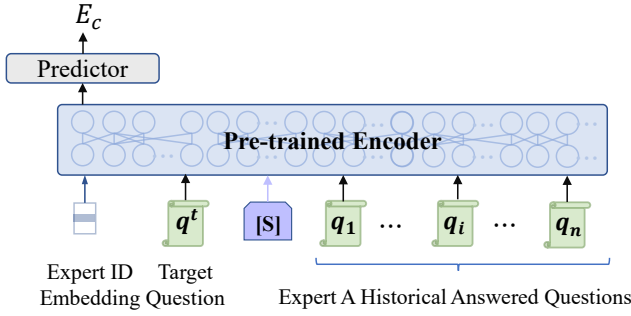 E_c
Predictor
Pre-trained Encoder
q^t
[S]
q_1
...
q_i
...
q_n
Expert ID
Embedding
Target
Question
Expert A Historical Answered Questions